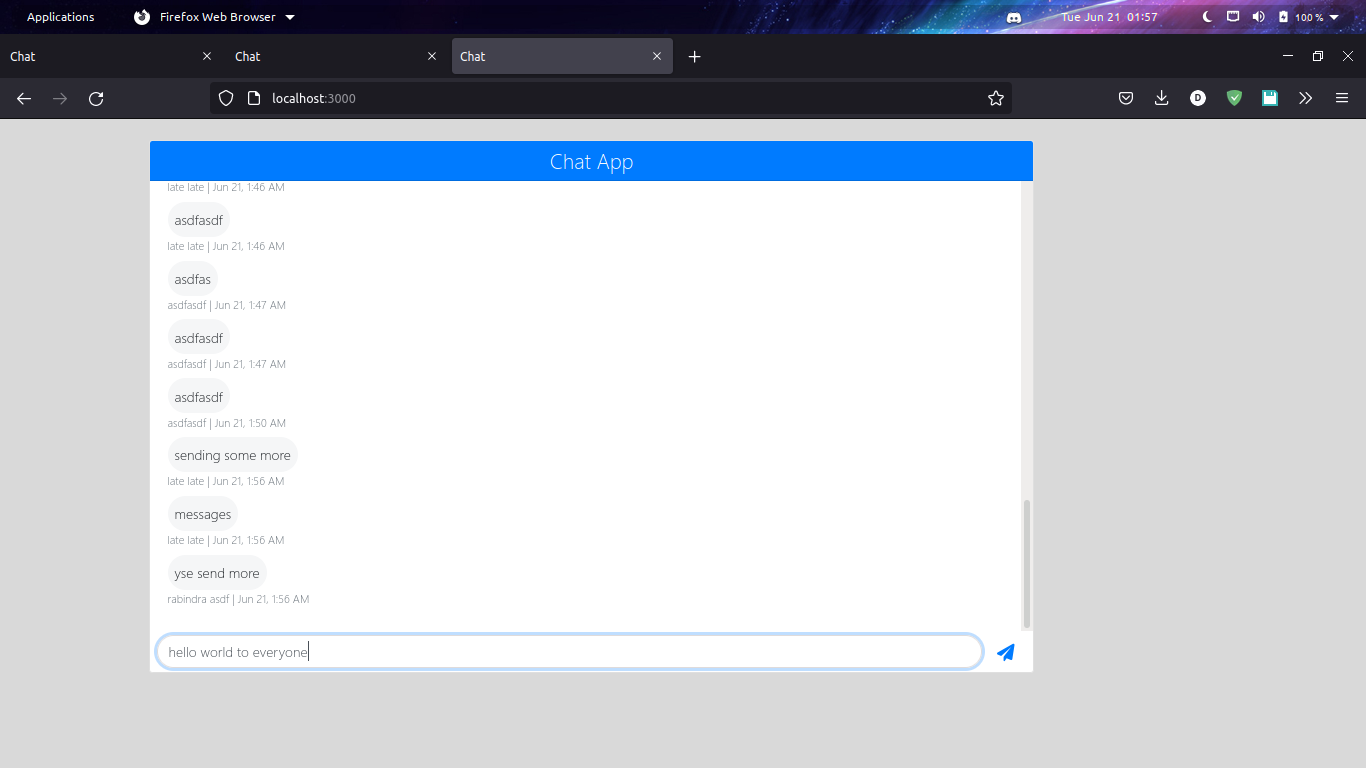 Applications Firefox Web Browser Tue Jun 21 01:57 100 %
Chat Chat Chat
localhost:3000
D
Chat App
late late | Jun 21, 1:46 AM
asdfasdf
late late | Jun 21, 1:46 AM
asdfas
asdfasdf | Jun 21, 1:47 AM
asdfasdf
asdfasdf | Jun 21, 1:47 AM
asdfasdf
asdfasdf | Jun 21, 1:50 AM
sending some more
late late | Jun 21, 1:56 AM
messages
late late | Jun 21, 1:56 AM
yse send more
rabindra asdf | Jun 21, 1:56 AM
hello world to everyone